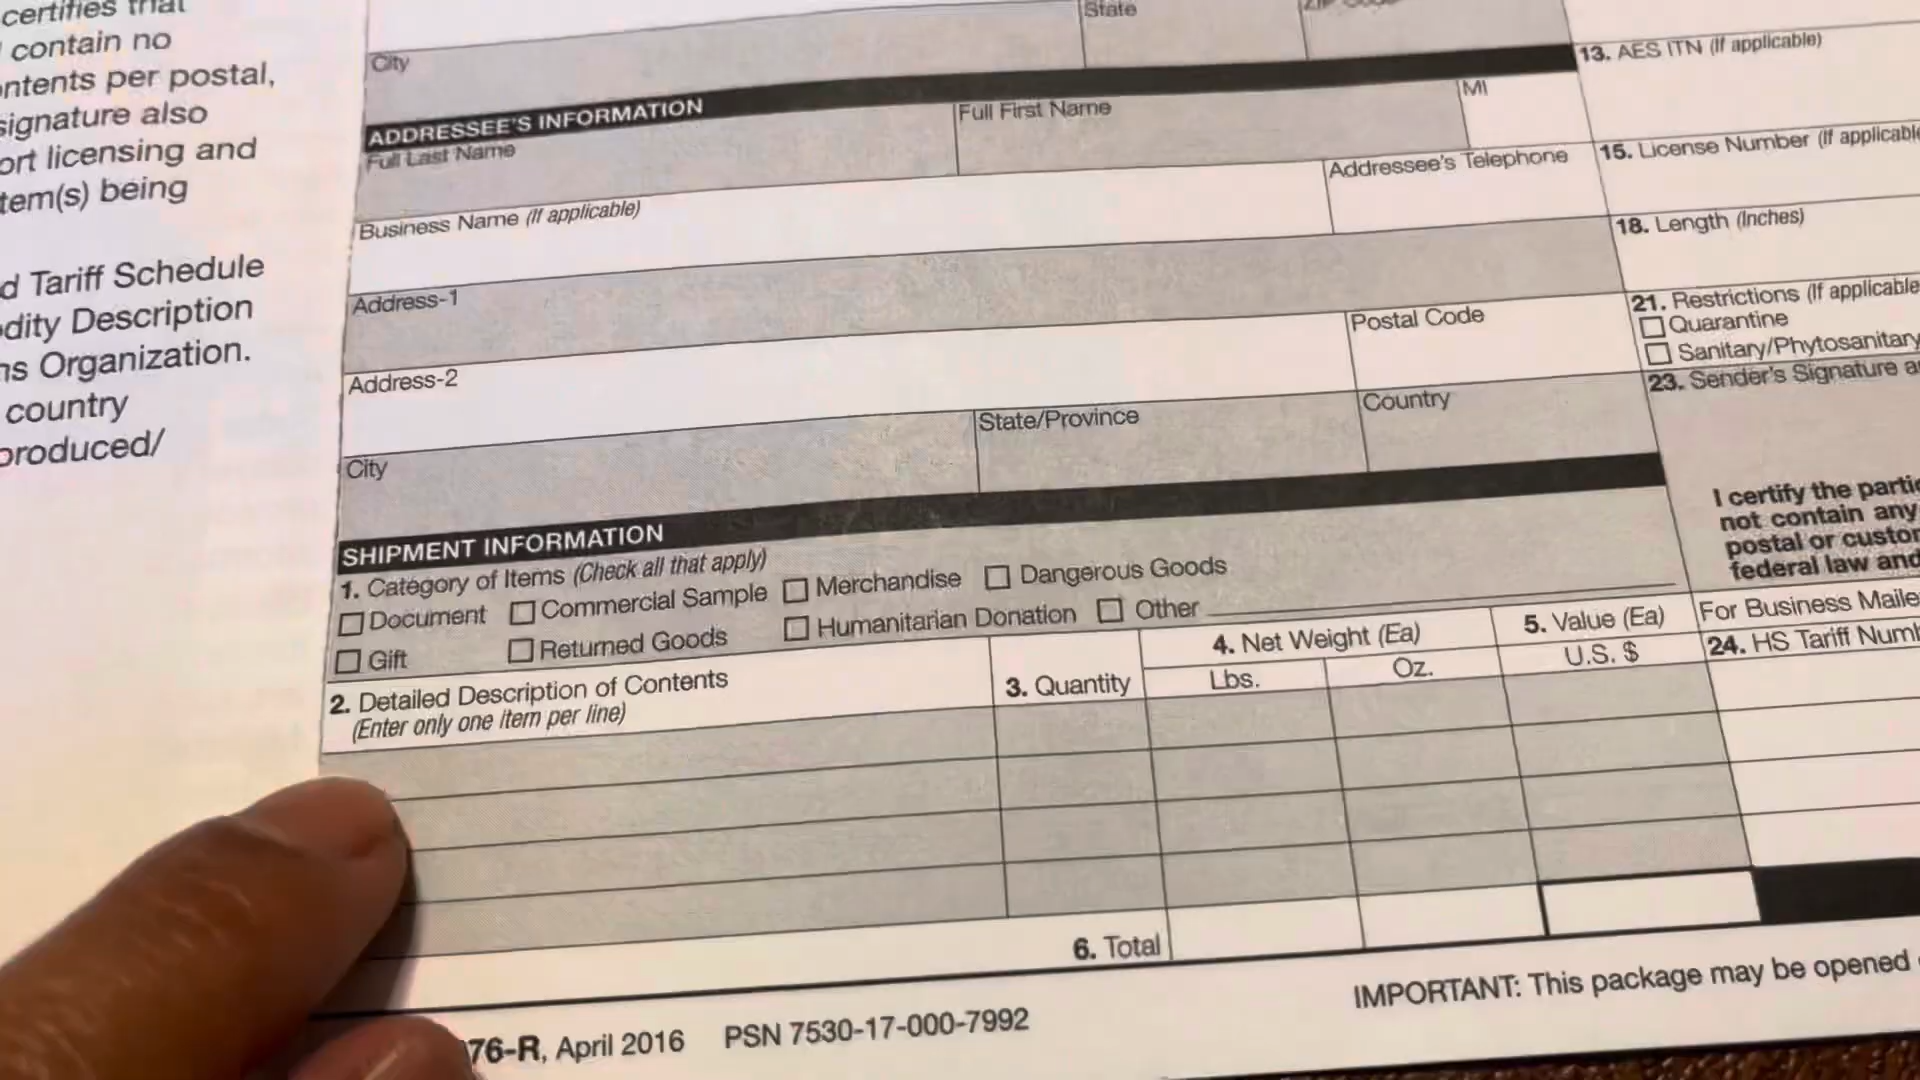 certifies that
contain no
ontents per postal,
signature also
ort licensing and
tem(s) being
d Tariff Schedule
odity Description
ns Organization.
country
produced/
City
State
ADDRESSEE'S INFORMATION
Full Last Name
Full First Name
MI
Business Name (If applicable)
Addressee's Telephone
Address-1
Address-2
Postal Code
City
State/Province
Country
SHIPMENT INFORMATION
1. Category of Items (Check all that apply)
Document
Commercial Sample
Merchandise
Dangerous Goods
Gift
Returned Goods
Humanitarian Donation
Other
2. Detailed Description of Contents
(Enter only one item per line)
3. Quantity
4. Net Weight (Ea)
Lbs.
Oz.
5. Value (Ea)
U.S. $
6. Total
13. AES ITN (If applicable)
15. License Number (If applicable
18. Length (Inches)
21. Restrictions (If applicable
Quarantine
Sanitary/Phytosanitary
23. Sender's Signature a
I certify the partic
not contain any
postal or custor
federal law and
For Business Maile
24. HS Tariff Num
76-R, April 2016 PSN 7530-17-000-7992
IMPORTANT: This package may be opened